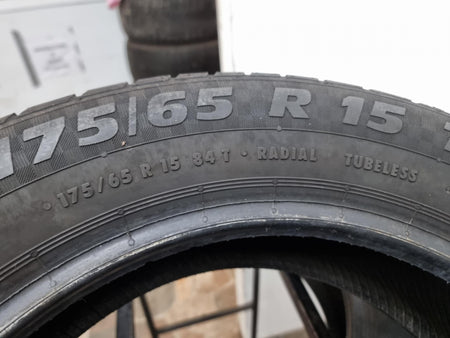 175/65 R 15
• 175/65 R 15 84 T • RADIAL TUBELESS